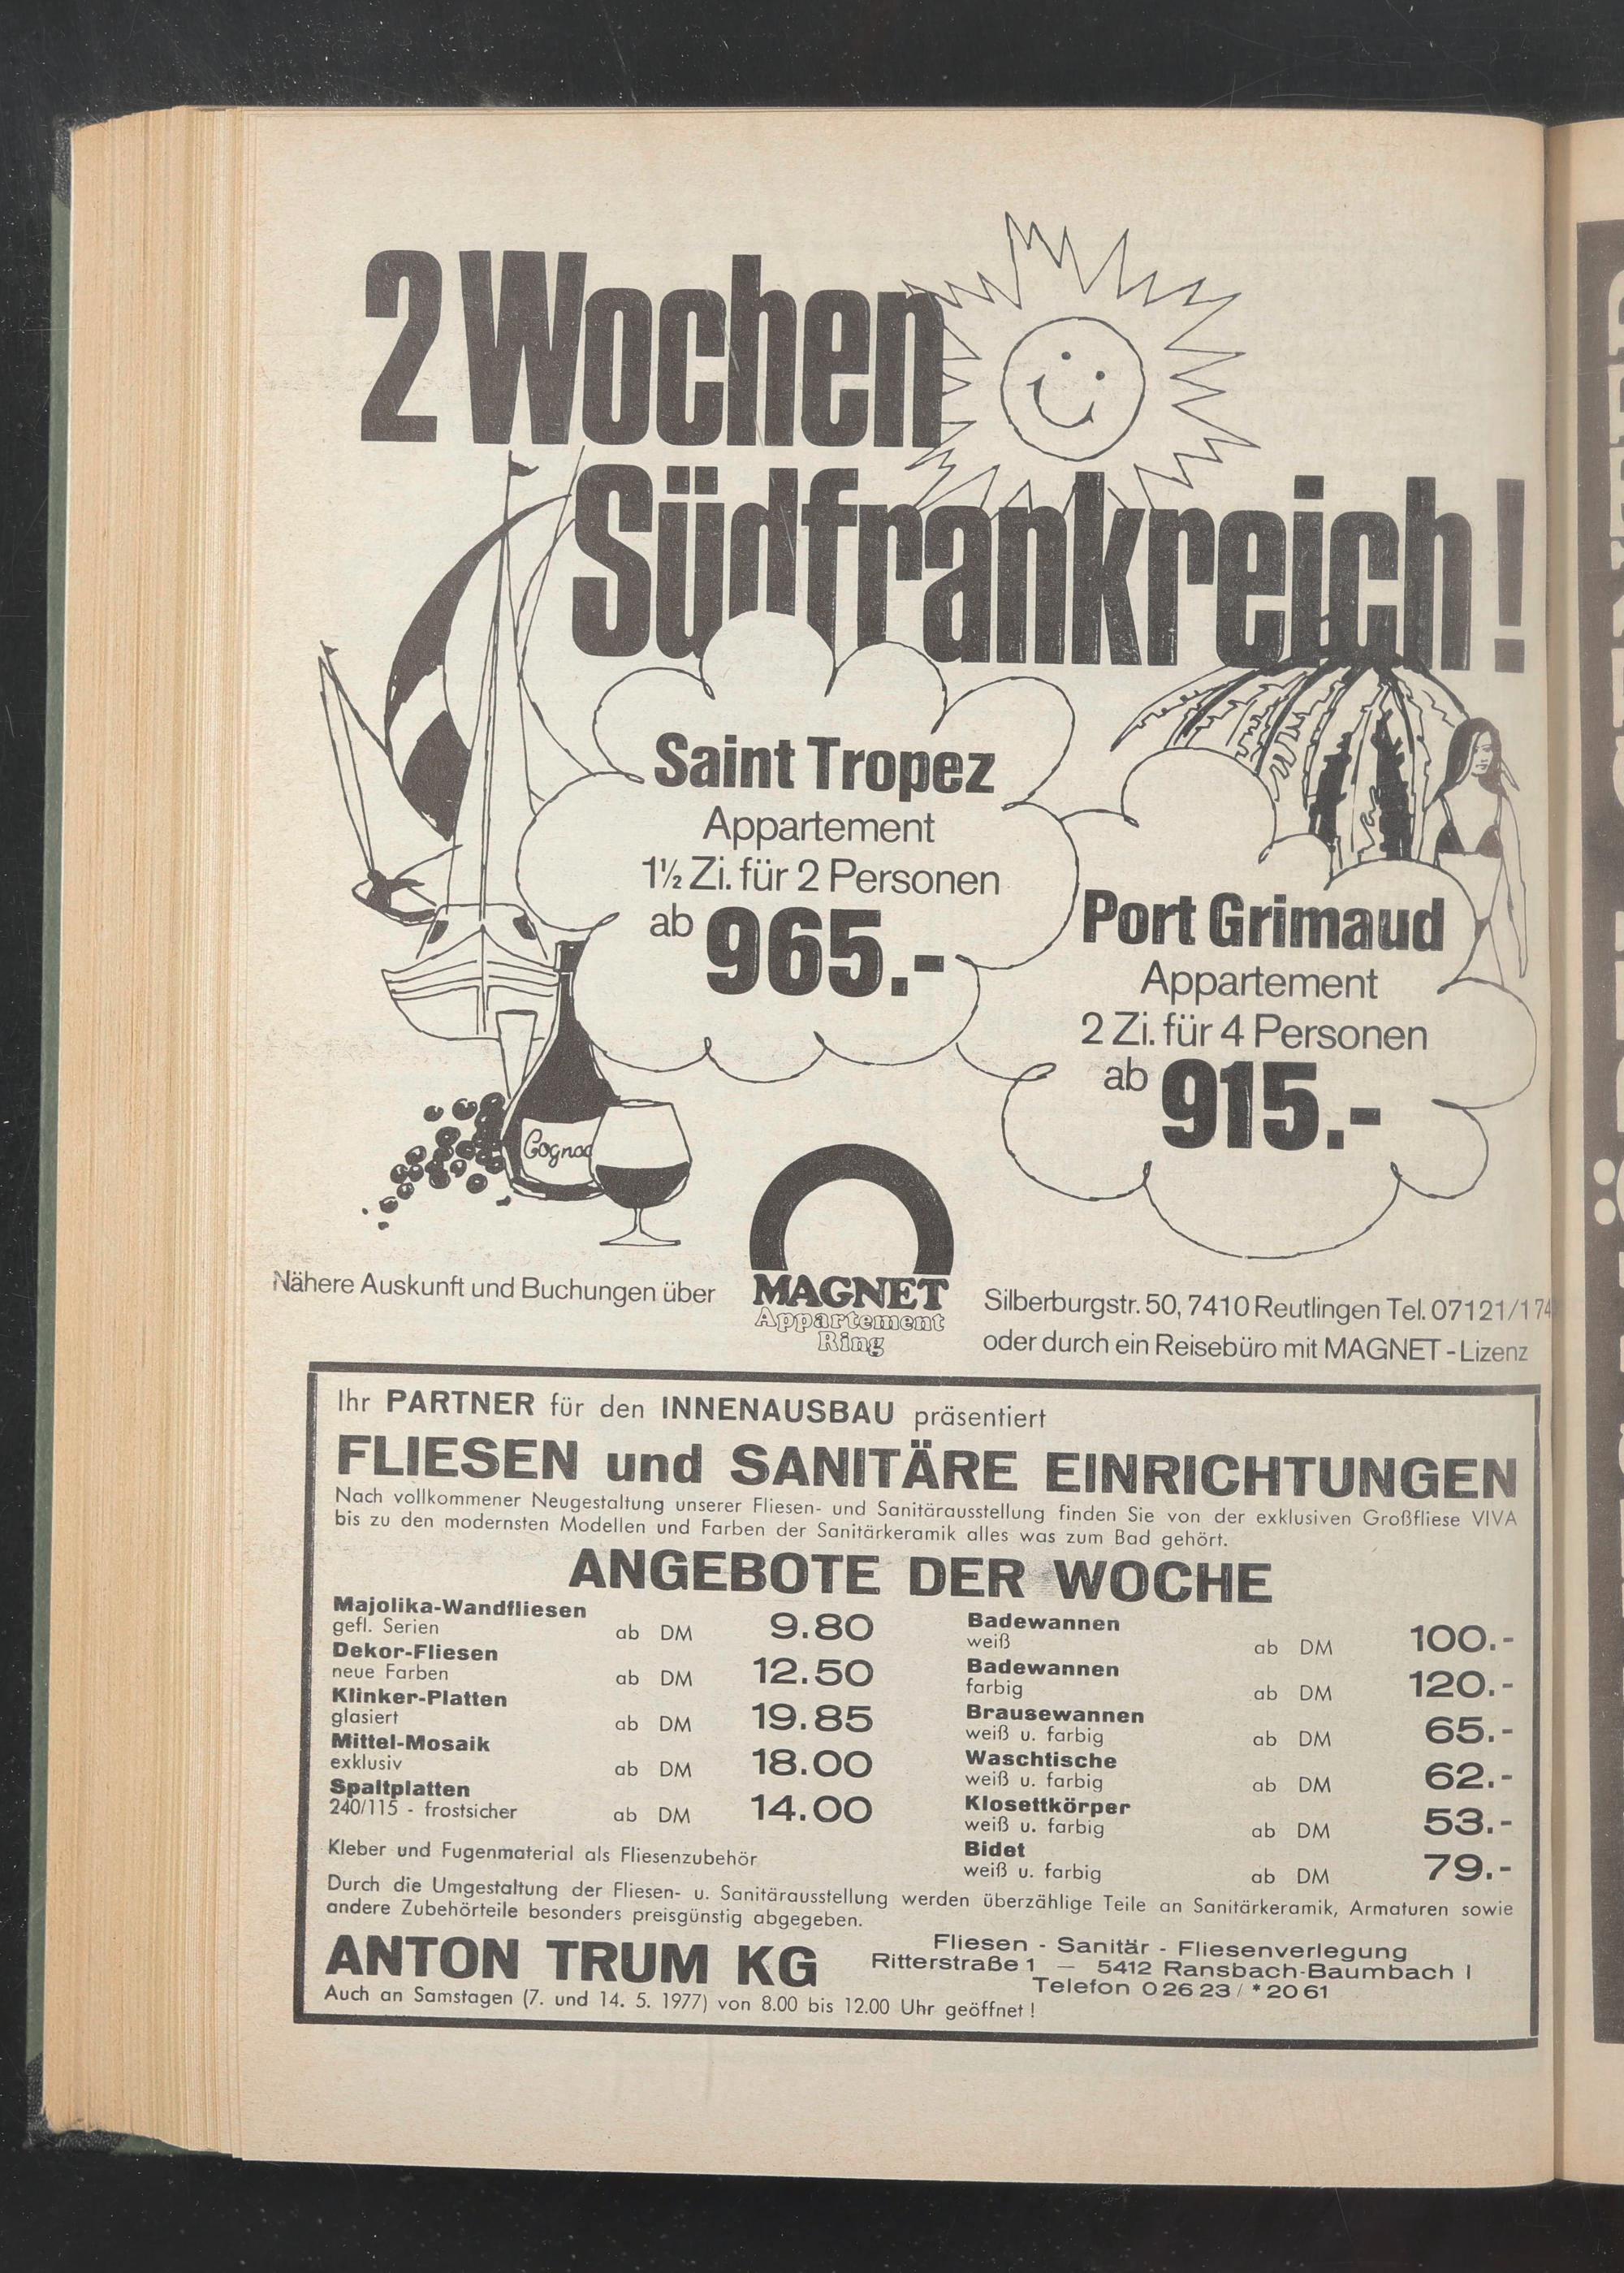 2 Wochen
Südfrankreich!
Saint Tropez
Appartement
1½ Zi. für 2 Personen
ab 965.-
Port Grimaud
Appartement
2 Zi. für 4 Personen
ab 915.-
Cognac
Nähere Auskunft und Buchungen über
MAGNET
Appartement
Ring
Silberburgstr. 50, 7410 Reutlingen Tel. 07121/174
oder durch ein Reisebüro mit MAGNET - Lizenz
Ihr PARTNER für den INNENAUSBAU präsentiert
FLIESEN und SANITÄRE EINRICHTUNGEN
Nach vollkommener Neugestaltung unserer Fliesen- und Sanitärausstellung finden Sie von der exklusiven Großfliese VIVA
bis zu den modernsten Modellen und Farben der Sanitärkeramik alles was zum Bad gehört.
ANGEBOTE DER WOCHE
Majolika-Wandfliesen
gefl. Serien ab DM 9.80
Dekor-Fliesen
neue Farben ab DM 12.50
Klinker-Platten
glasiert ab DM 19.85
Mittel-Mosaik
exklusiv ab DM 18.00
Spaltplatten
240/115 - frostsicher ab DM 14.00
Kleber und Fugenmaterial als Fliesenzubehör
Badewannen
weiß ab DM 100.-
Badewannen
farbig ab DM 120.-
Brausewannen
weiß u. farbig ab DM 65.-
Waschtische
weiß u. farbig ab DM 62.-
Klosettkörper
weiß u. farbig ab DM 53.-
Bidet
weiß u. farbig ab DM 79.-
Durch die Umgestaltung der Fliesen- u. Sanitärausstellung werden überzählige Teile an Sanitärkeramik, Armaturen sowie
andere Zubehörteile besonders preisgünstig abgegeben.
ANTON TRUM KG
Fliesen - Sanitär - Fliesenverlegung
Ritterstraße 1 — 5412 Ransbach-Baumbach I
Telefon 0 26 23 / * 20 61
Auch an Samstagen (7. und 14. 5. 1977) von 8.00 bis 12.00 Uhr geöffnet !